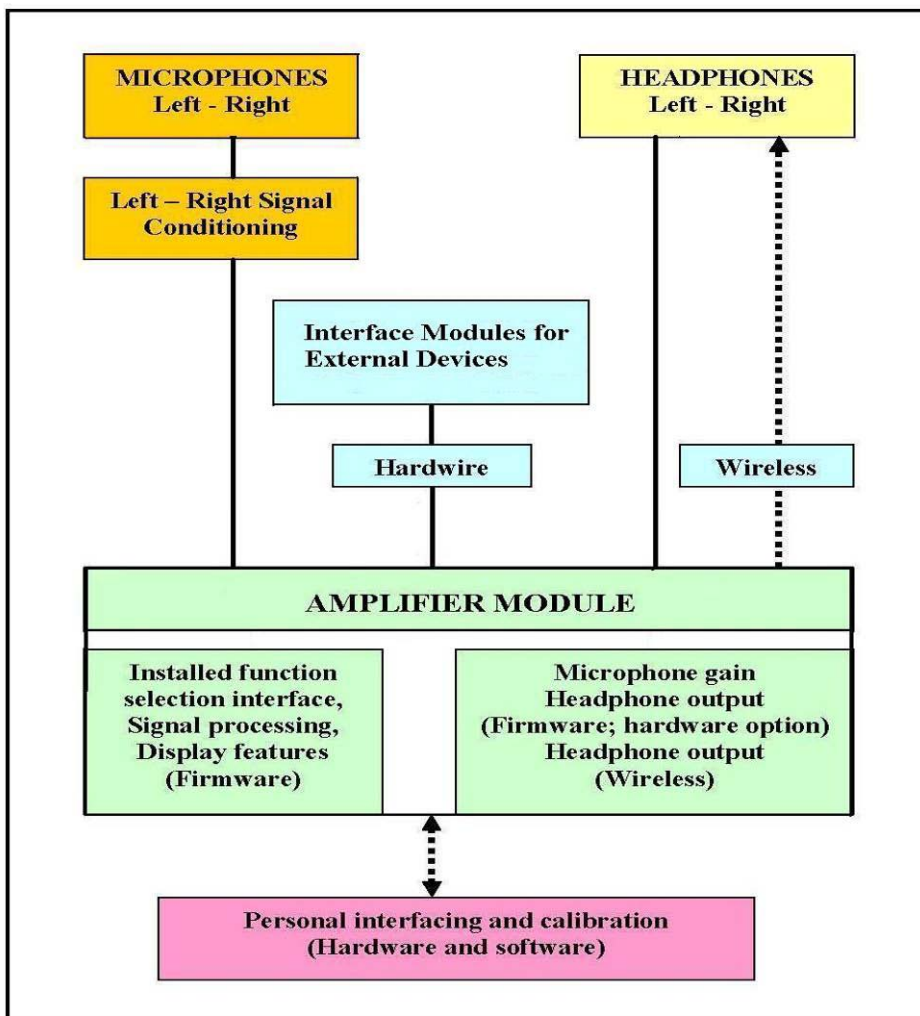 MICROPHONES
Left - Right
HEADPHONES
Left - Right
Left – Right Signal
Conditioning
Interface Modules for
External Devices
Hardwire
Wireless
AMPLIFIER MODULE
Installed function
selection interface,
Signal processing,
Display features
(Firmware)
Microphone gain
Headphone output
(Firmware; hardware option)
Headphone output
(Wireless)
Personal interfacing and calibration
(Hardware and software)